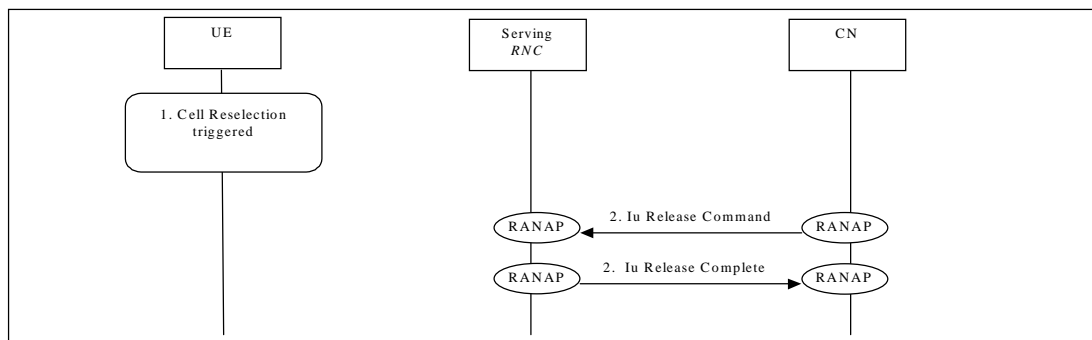 UE
Serving
RNC
CN
1. Cell Reselection
triggered
2. Iu Release Command
RANAP
RANAP
2. Iu Release Complete
RANAP
RANAP